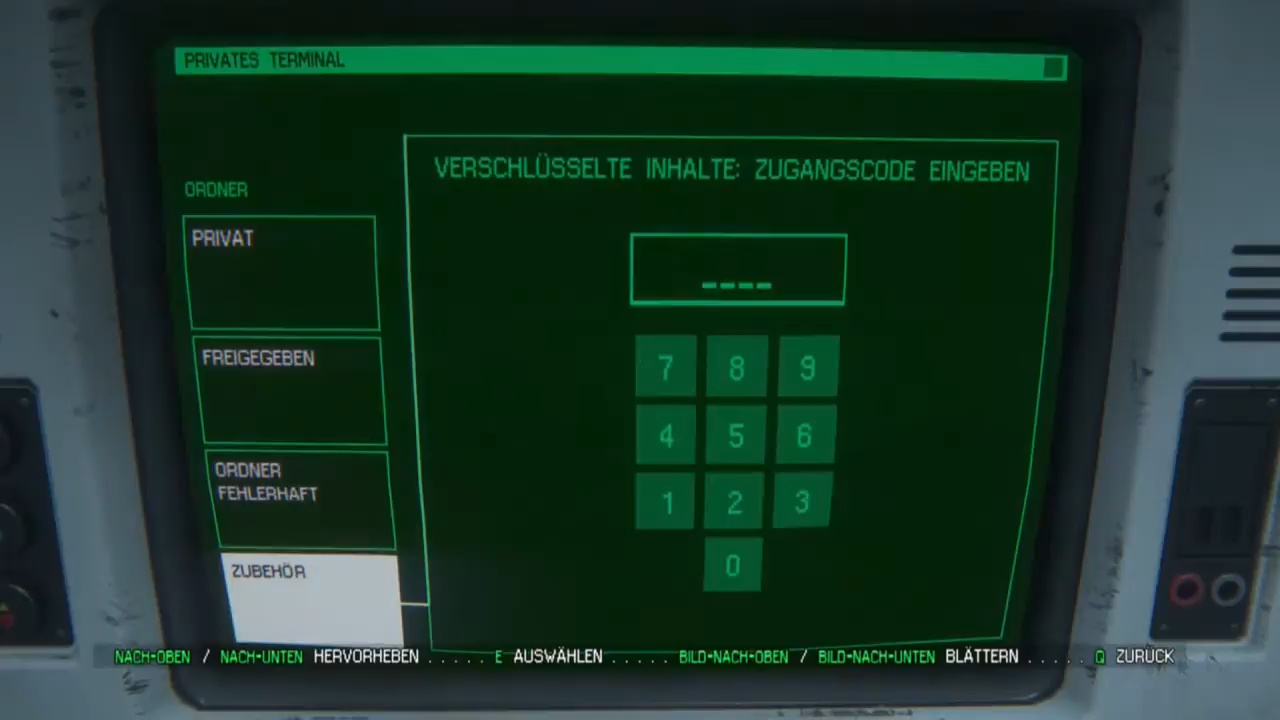 PRIVATES TERMINAL
VERSCHLÜSSELTE INHALTE: ZUGANGSCODE EINGEBEN
ORDNER
PRIVAT
FREIGEGEBEN
ORDNER
FEHLERHAFT
ZUBEHÖR
----
7 8 9
4 5 6
1 2 3
0
NACH-OBEN / NACH-UNTEN HERVORHEBEN ..... E AUSWÄHLEN ..... BILD-NACH-OBEN / BILD-NACH-UNTEN BLÄTTERN ..... Q ZURÜCK